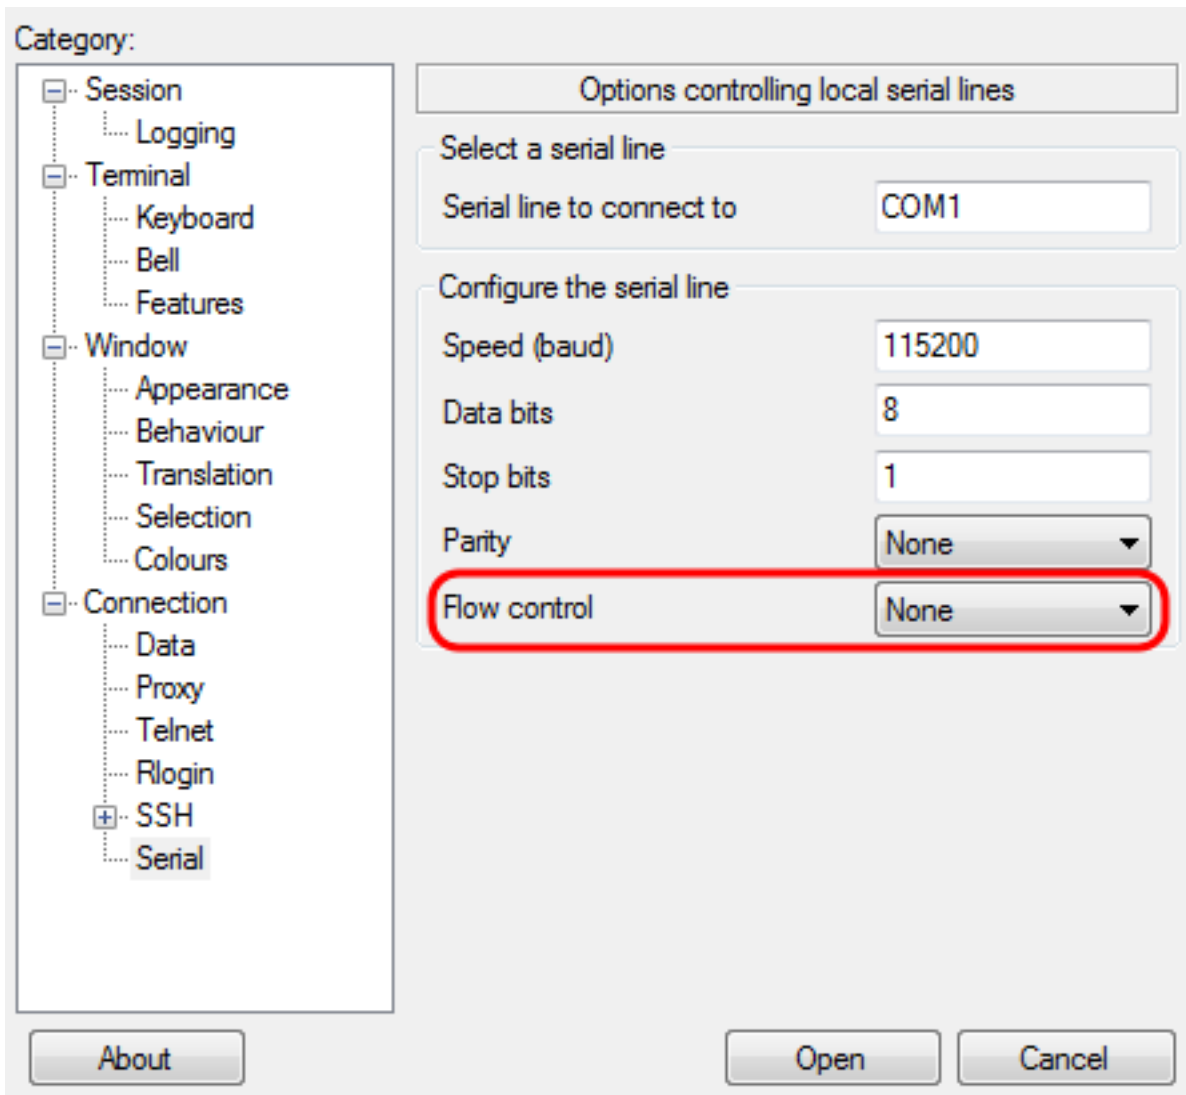 Category:
Session
Logging
Terminal
Keyboard
Bell
Features
Window
Appearance
Behaviour
Translation
Selection
Colours
Connection
Data
Proxy
Telnet
Rlogin
SSH
Serial
Options controlling local serial lines
Select a serial line
Serial line to connect to COM1
Configure the serial line
Speed (baud) 115200
Data bits 8
Stop bits 1
Parity None
Flow control None
About Open Cancel